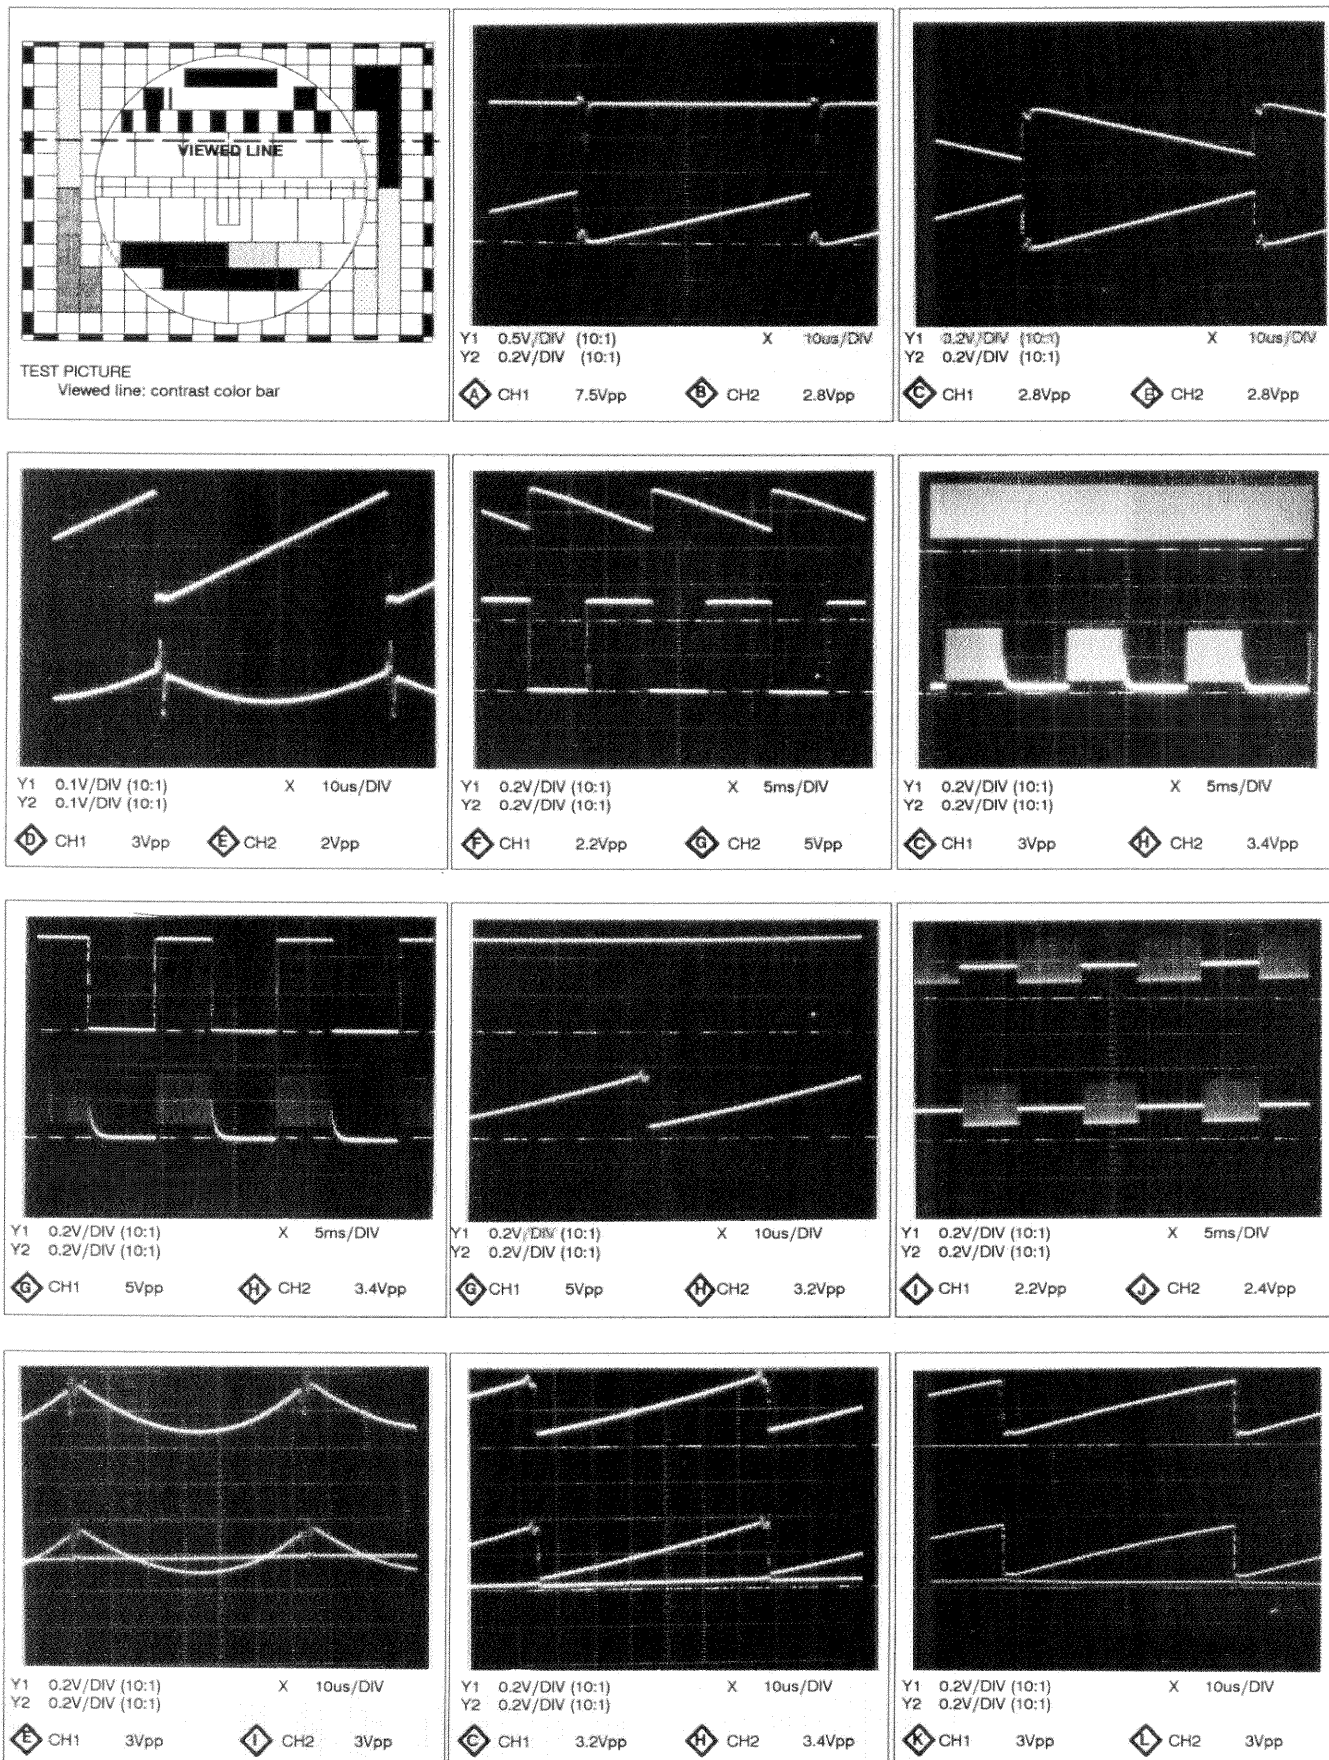 VIEWED LINE
TEST PICTURE
Viewed line: contrast color bar
Y1 0.5V/DIV (10:1) X 10us/DIV
Y2 0.2V/DIV (10:1)
A CH1 7.5Vpp B CH2 2.8Vpp
Y1 0.2V/DIV (10:1) X 10us/DIV
Y2 0.2V/DIV (10:1)
C CH1 2.8Vpp B CH2 2.8Vpp
Y1 0.1V/DIV (10:1) X 10us/DIV
Y2 0.1V/DIV (10:1)
D CH1 3Vpp E CH2 2Vpp
Y1 0.2V/DIV (10:1) X 5ms/DIV
Y2 0.2V/DIV (10:1)
F CH1 2.2Vpp G CH2 5Vpp
Y1 0.2V/DIV (10:1) X 5ms/DIV
Y2 0.2V/DIV (10:1)
C CH1 3Vpp H CH2 3.4Vpp
Y1 0.2V/DIV (10:1) X 5ms/DIV
Y2 0.2V/DIV (10:1)
G CH1 5Vpp H CH2 3.4Vpp
Y1 0.2V/DIV (10:1) X 10us/DIV
Y2 0.2V/DIV (10:1)
G CH1 5Vpp H CH2 3.2Vpp
Y1 0.2V/DIV (10:1) X 5ms/DIV
Y2 0.2V/DIV (10:1)
I CH1 2.2Vpp J CH2 2.4Vpp
Y1 0.2V/DIV (10:1) X 10us/DIV
Y2 0.2V/DIV (10:1)
E CH1 3Vpp I CH2 3Vpp
Y1 0.2V/DIV (10:1) X 10us/DIV
Y2 0.2V/DIV (10:1)
C CH1 3.2Vpp H CH2 3.4Vpp
Y1 0.2V/DIV (10:1) X 10us/DIV
Y2 0.2V/DIV (10:1)
K CH1 3Vpp L CH2 3Vpp